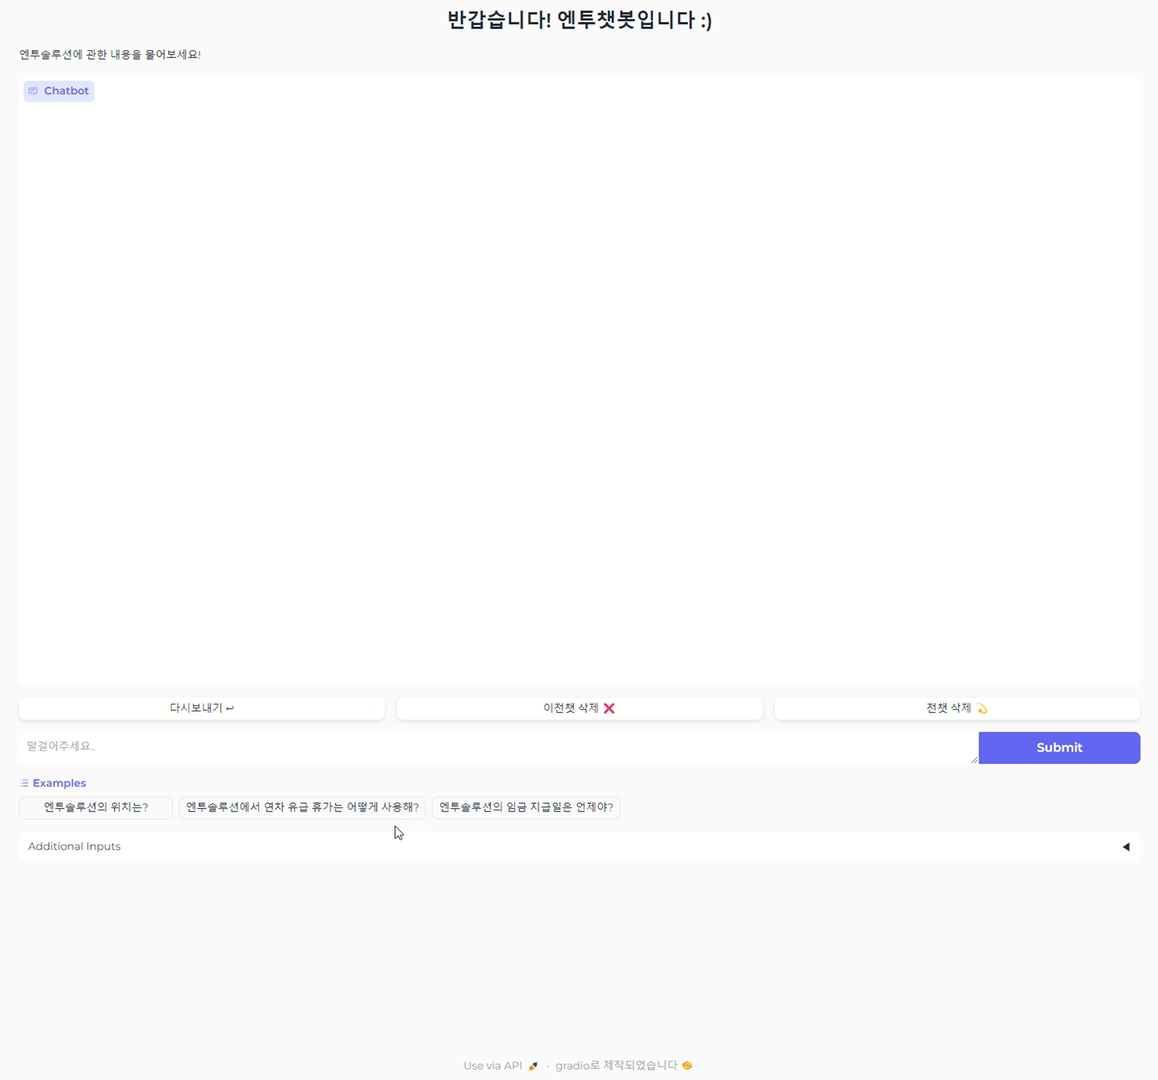 반갑습니다! 엔투챗봇입니다 :)
엔투솔루션에 관한 내용을 물어보세요!
Chatbot
다시보내기 ↩
이전챗 삭제 ❌
전챗 삭제 💫
말걸어주세요..
Submit
Examples
엔투솔루션의 위치는?
엔투솔루션에서 연차 유급 휴가는 어떻게 사용해?
엔투솔루션의 임금 지급일은 언제야?
Additional Inputs
Use via API 🚀 · gradio로 제작되었습니다